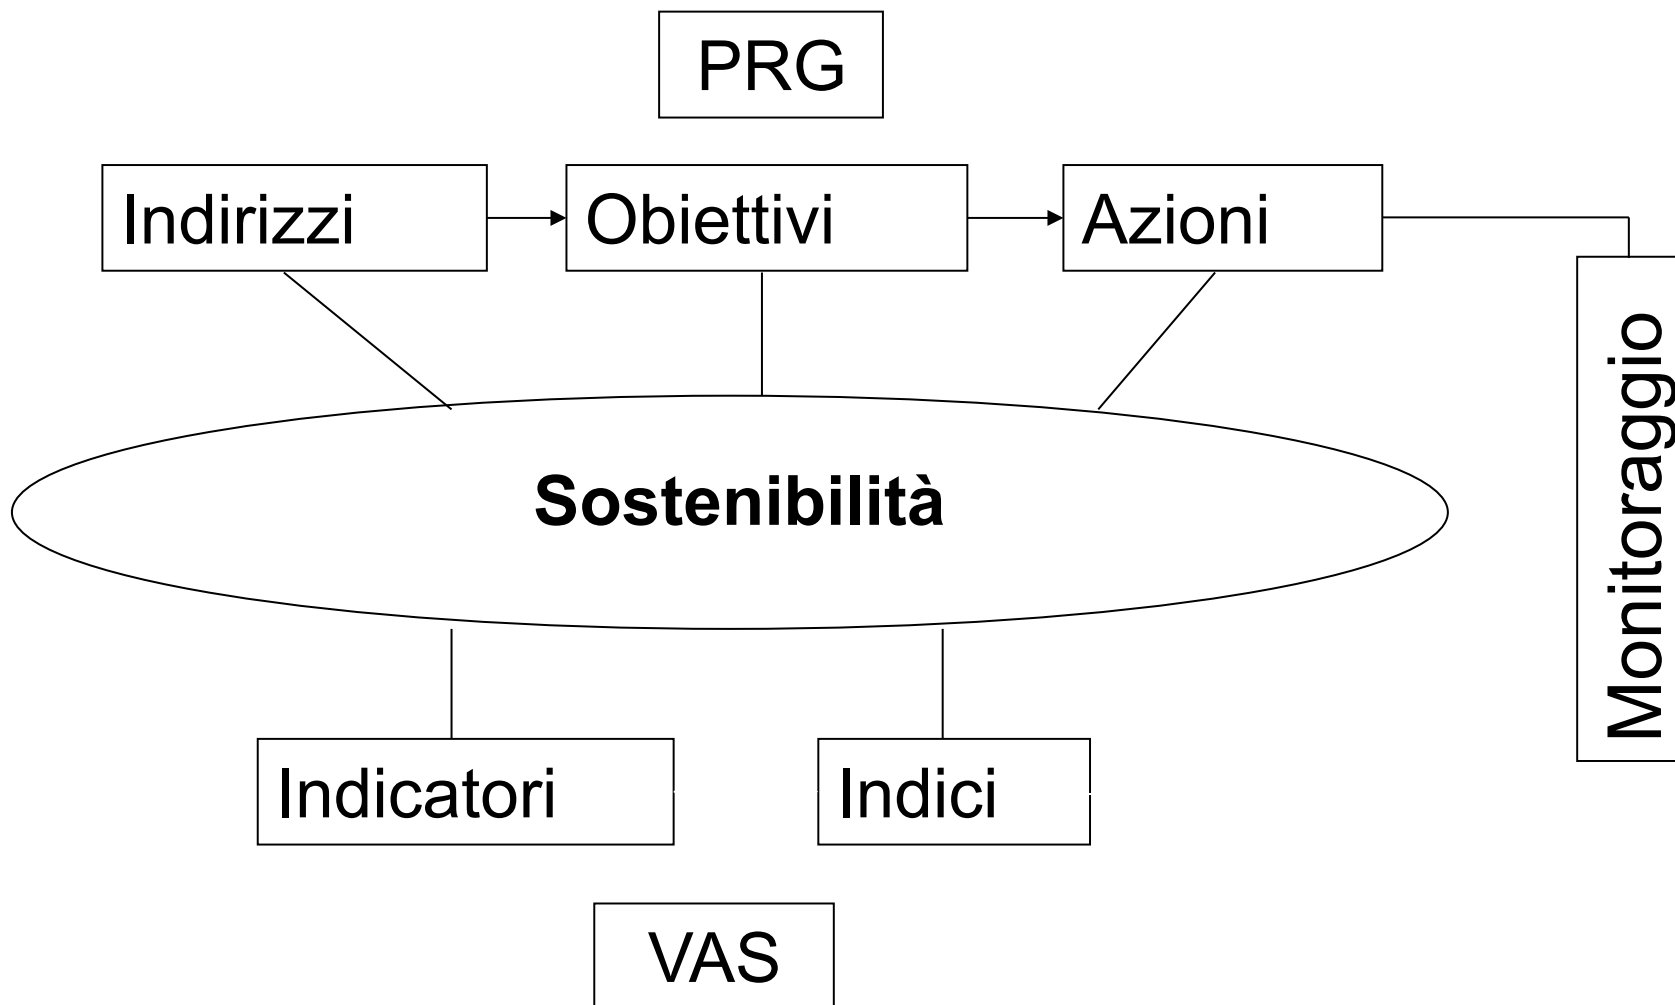 PRG
Indirizzi
Obiettivi
Azioni
Monitoraggio
Sostenibilità
Indicatori
Indici
VAS